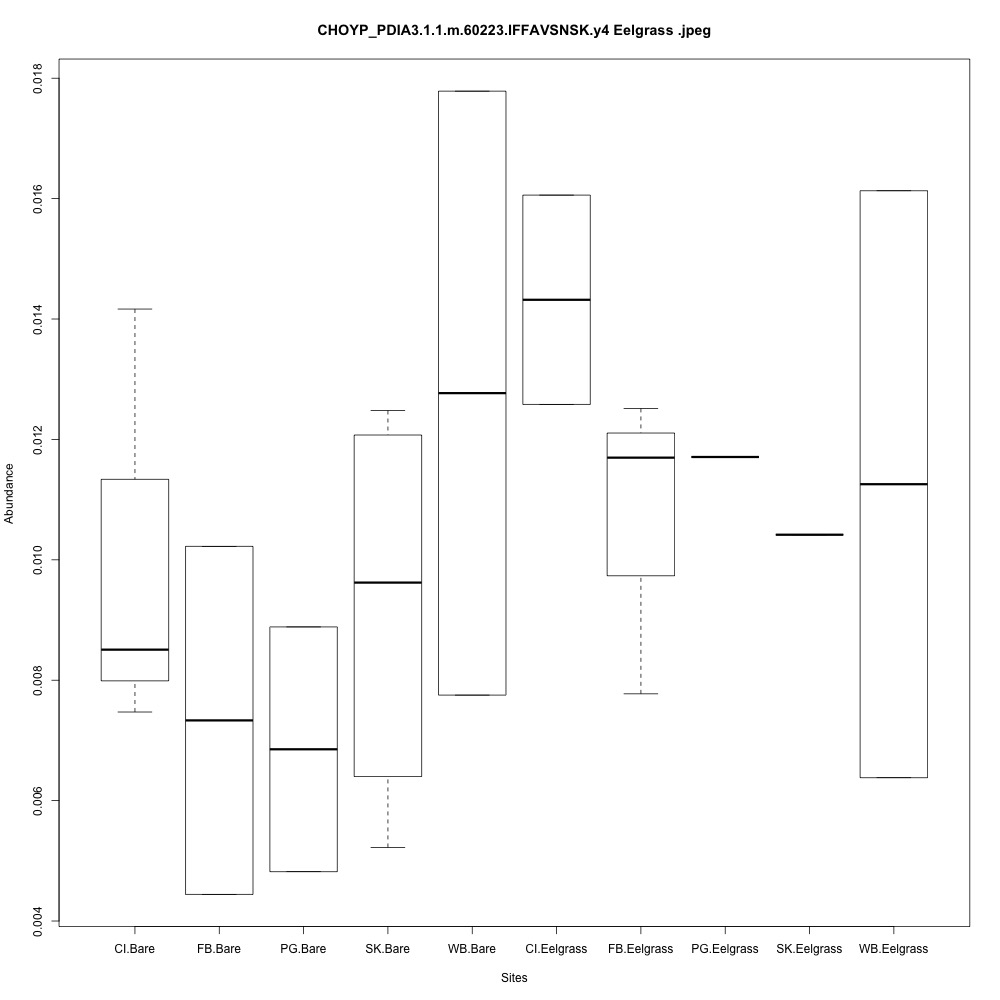 CHOYP_PDIA3.1.1.m.60223.IFFAVSNSK.y4 Eelgrass .jpeg
Abundance
0.018
0.016
0.014
0.012
0.010
0.008
0.006
0.004
CI.Bare FB.Bare PG.Bare SK.Bare WB.Bare CI.Eelgrass FB.Eelgrass PG.Eelgrass SK.Eelgrass WB.Eelgrass
Sites